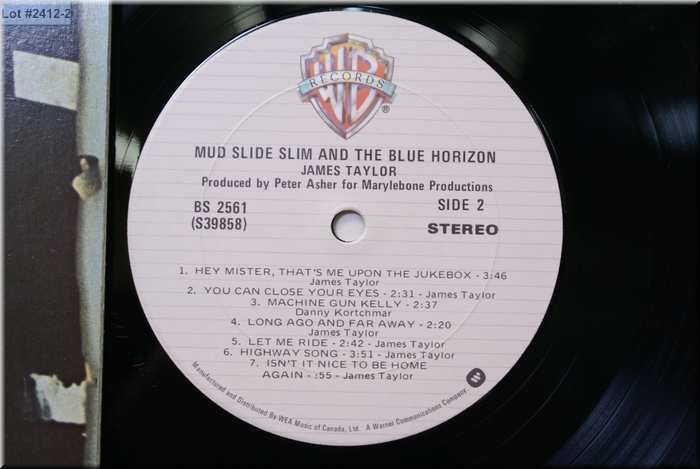 Lot #2412-2
WB
RECORDS
®
MUD SLIDE SLIM AND THE BLUE HORIZON
JAMES TAYLOR
Produced by Peter Asher for Marylebone Productions
BS 2561 SIDE 2
(S39858) STEREO
1. HEY MISTER, THAT'S ME UPON THE JUKEBOX - 3:46
James Taylor
2. YOU CAN CLOSE YOUR EYES - 2:31 - James Taylor
3. MACHINE GUN KELLY - 2:37
Danny Kortchmar
4. LONG AGO AND FAR AWAY - 2:20
James Taylor
5. LET ME RIDE - 2:42 - James Taylor
6. HIGHWAY SONG - 3:51 - James Taylor
7. ISN'T IT NICE TO BE HOME
AGAIN - :55 - James Taylor
Manufactured and Distributed By WEA Music of Canada, Ltd. A Warner Communications Company